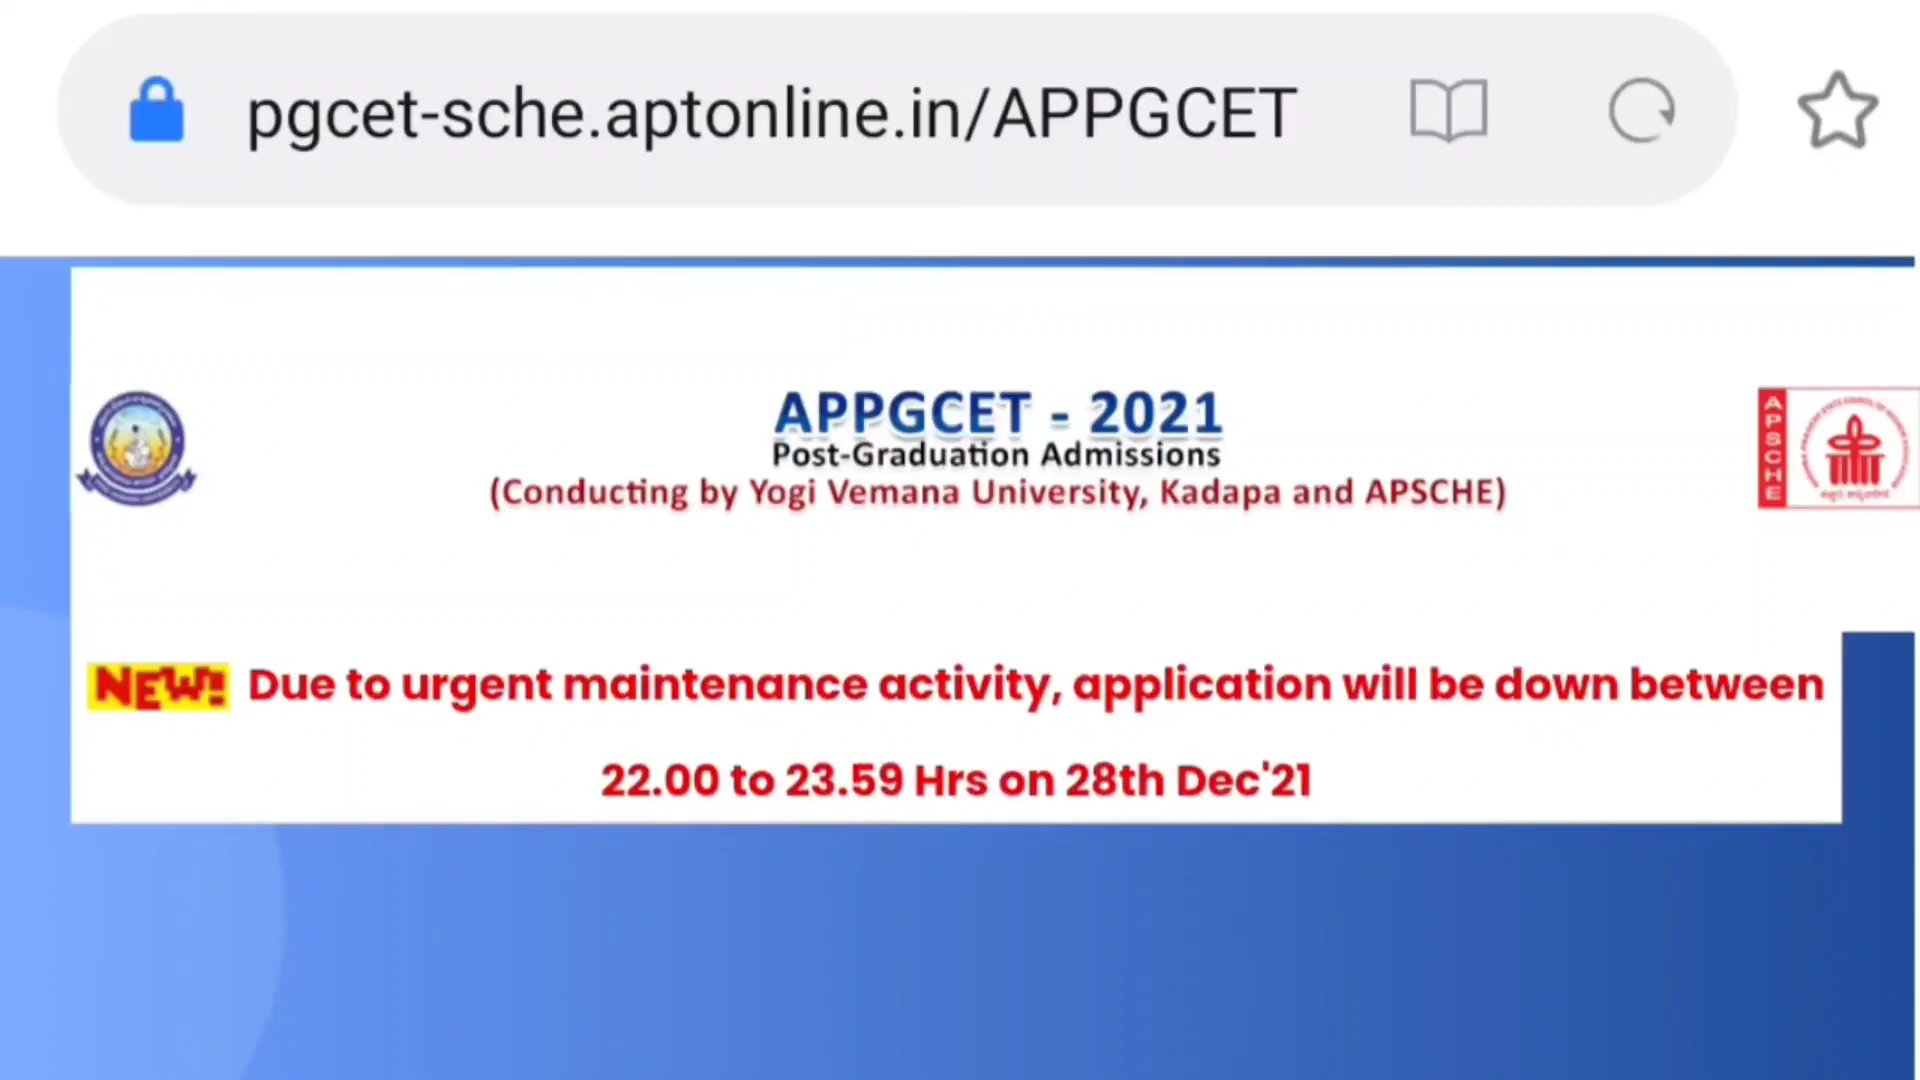 pgcet-sche.aptonline.in/APPGCET
APPGCET - 2021
Post-Graduation Admissions
(Conducting by Yogi Vemana University, Kadapa and APSCHE)
APSCHE
NEW! Due to urgent maintenance activity, application will be down between
22.00 to 23.59 Hrs on 28th Dec'21